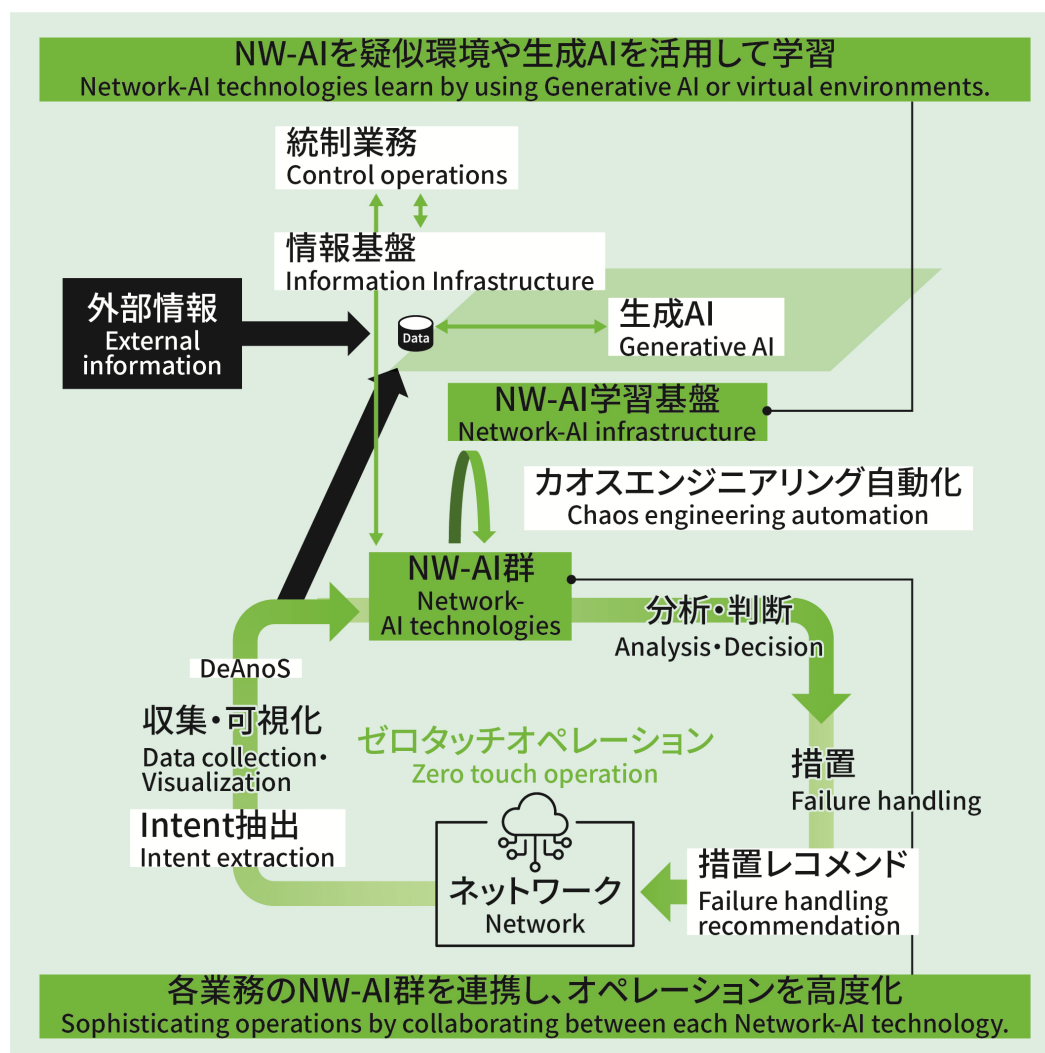 NW-AIを疑似環境や生成AIを活用して学習
Network-AI technologies learn by using Generative AI or virtual environments.
統制業務
Control operations
情報基盤
Information Infrastructure
外部情報
External
information
Data
生成AI
Generative AI
NW-AI学習基盤
Network-AI infrastructure
カオスエンジニアリング自動化
Chaos engineering automation
NW-AI群
Network-
AI technologies
分析・判断
Analysis・Decision
DeAnoS
収集・可視化
Data collection・
Visualization
ゼロタッチオペレーション
Zero touch operation
措置
Failure handling
Intent抽出
Intent extraction
ネットワーク
Network
措置レコメンド
Failure handling
recommendation
各業務のNW-AI群を連携し、オペレーションを高度化
Sophisticating operations by collaborating between each Network-AI technology.